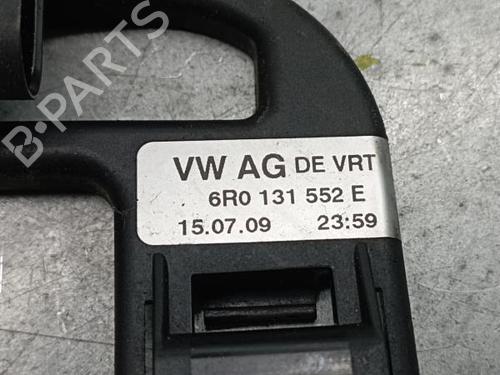 B-PARTS
VW AG DE VRT
6R0 131 552 E
15.07.09 23:59